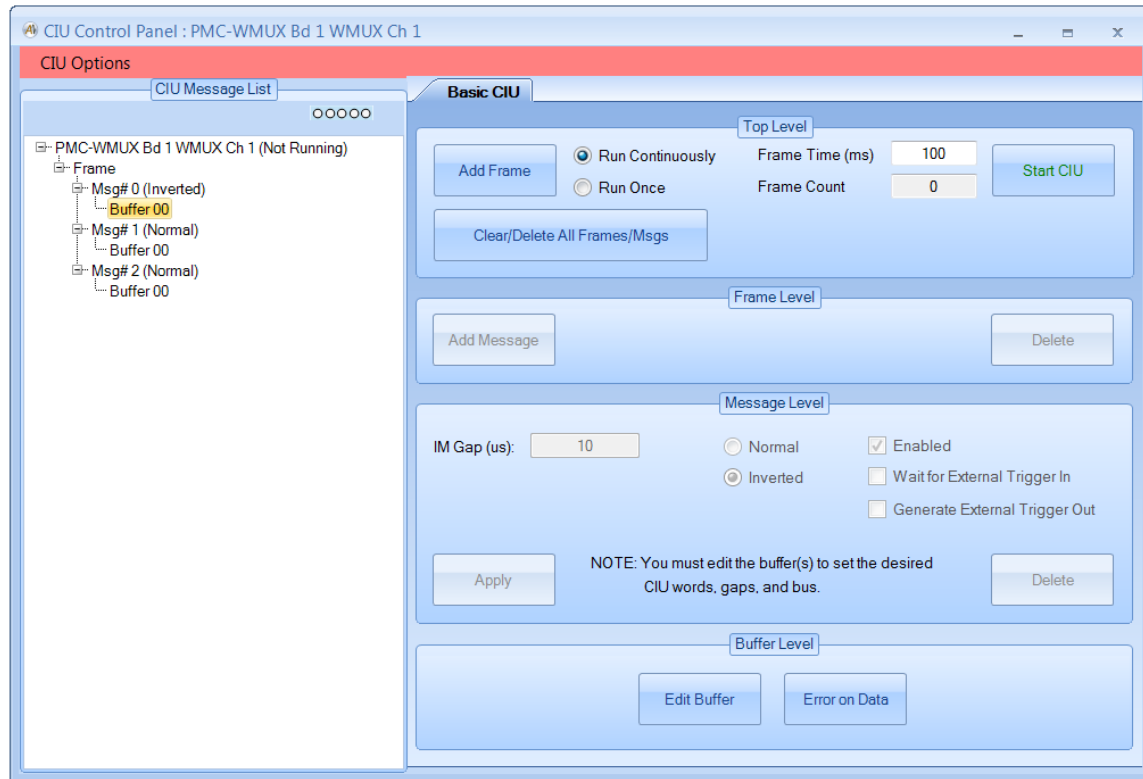 CIU Control Panel : PMC-WMUX Bd 1 WMUX Ch 1
CIU Options
CIU Message List
PMC-WMUX Bd 1 WMUX Ch 1 (Not Running)
Frame
Msg# 0 (Inverted)
Buffer 00
Msg# 1 (Normal)
Buffer 00
Msg# 2 (Normal)
Buffer 00
Basic CIU
Top Level
Add Frame
Run Continuously
Run Once
Frame Time (ms)
100
Frame Count
0
Start CIU
Clear/Delete All Frames/Msgs
Frame Level
Add Message
Delete
Message Level
IM Gap (us):
10
Normal
Inverted
Enabled
Wait for External Trigger In
Generate External Trigger Out
Apply
NOTE: You must edit the buffer(s) to set the desired
CIU words, gaps, and bus.
Delete
Buffer Level
Edit Buffer
Error on Data